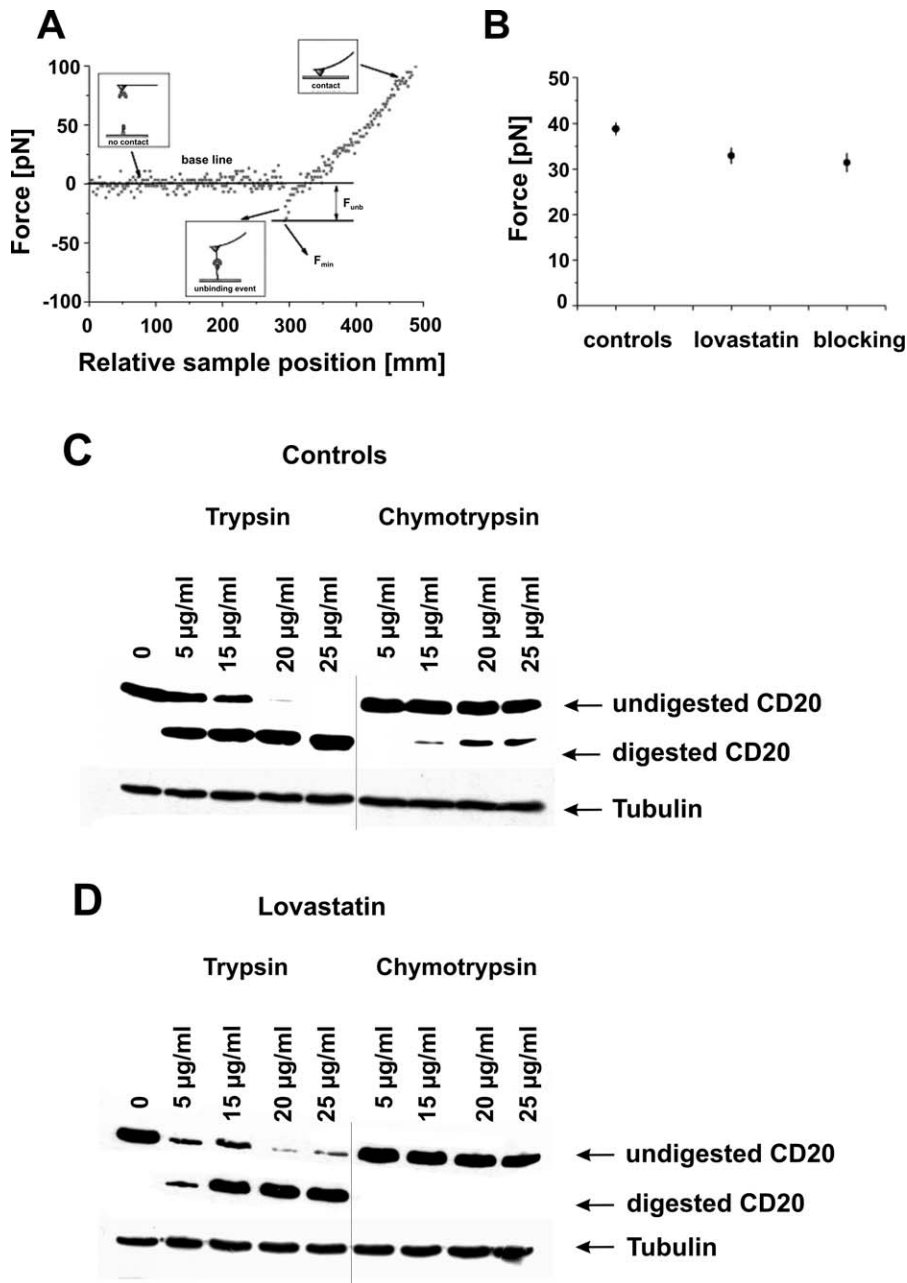 A
Force [pN]
100
50
0
-50
-100
no contact
base line
contact
F unb
F min
unbinding event
0 100 200 300 400 500
Relative sample position [mm]
B
Force [pN]
50
40
30
20
10
0
controls lovastatin blocking
C
Controls
Trypsin Chymotrypsin
0 5 µg/ml 15 µg/ml 20 µg/ml 25 µg/ml 5 µg/ml 15 µg/ml 20 µg/ml 25 µg/ml
undigested CD20
digested CD20
Tubulin
D
Lovastatin
Trypsin Chymotrypsin
0 5 µg/ml 15 µg/ml 20 µg/ml 25 µg/ml 5 µg/ml 15 µg/ml 20 µg/ml 25 µg/ml
undigested CD20
digested CD20
Tubulin